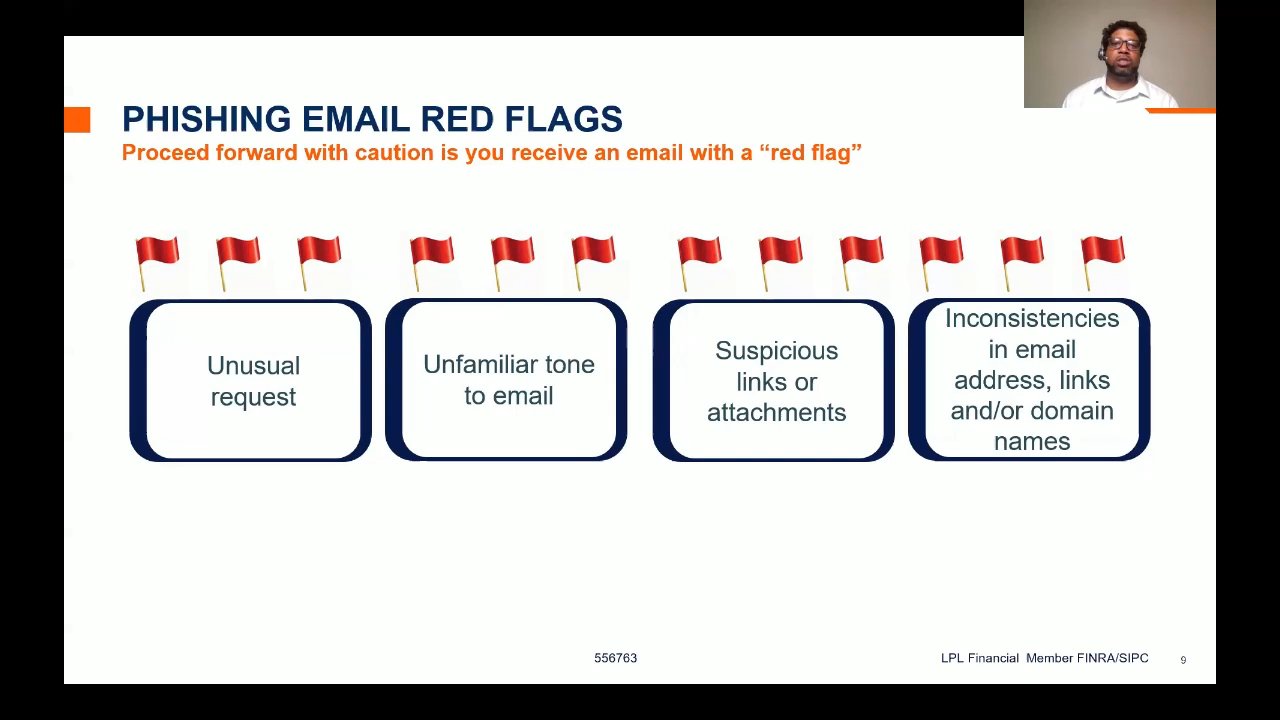 PHISHING EMAIL RED FLAGS
Proceed forward with caution is you receive an email with a “red flag”
Unusual
request
Unfamiliar tone
to email
Suspicious
links or
attachments
Inconsistencies
in email
address, links
and/or domain
names
556763
LPL Financial Member FINRA/SIPC
9